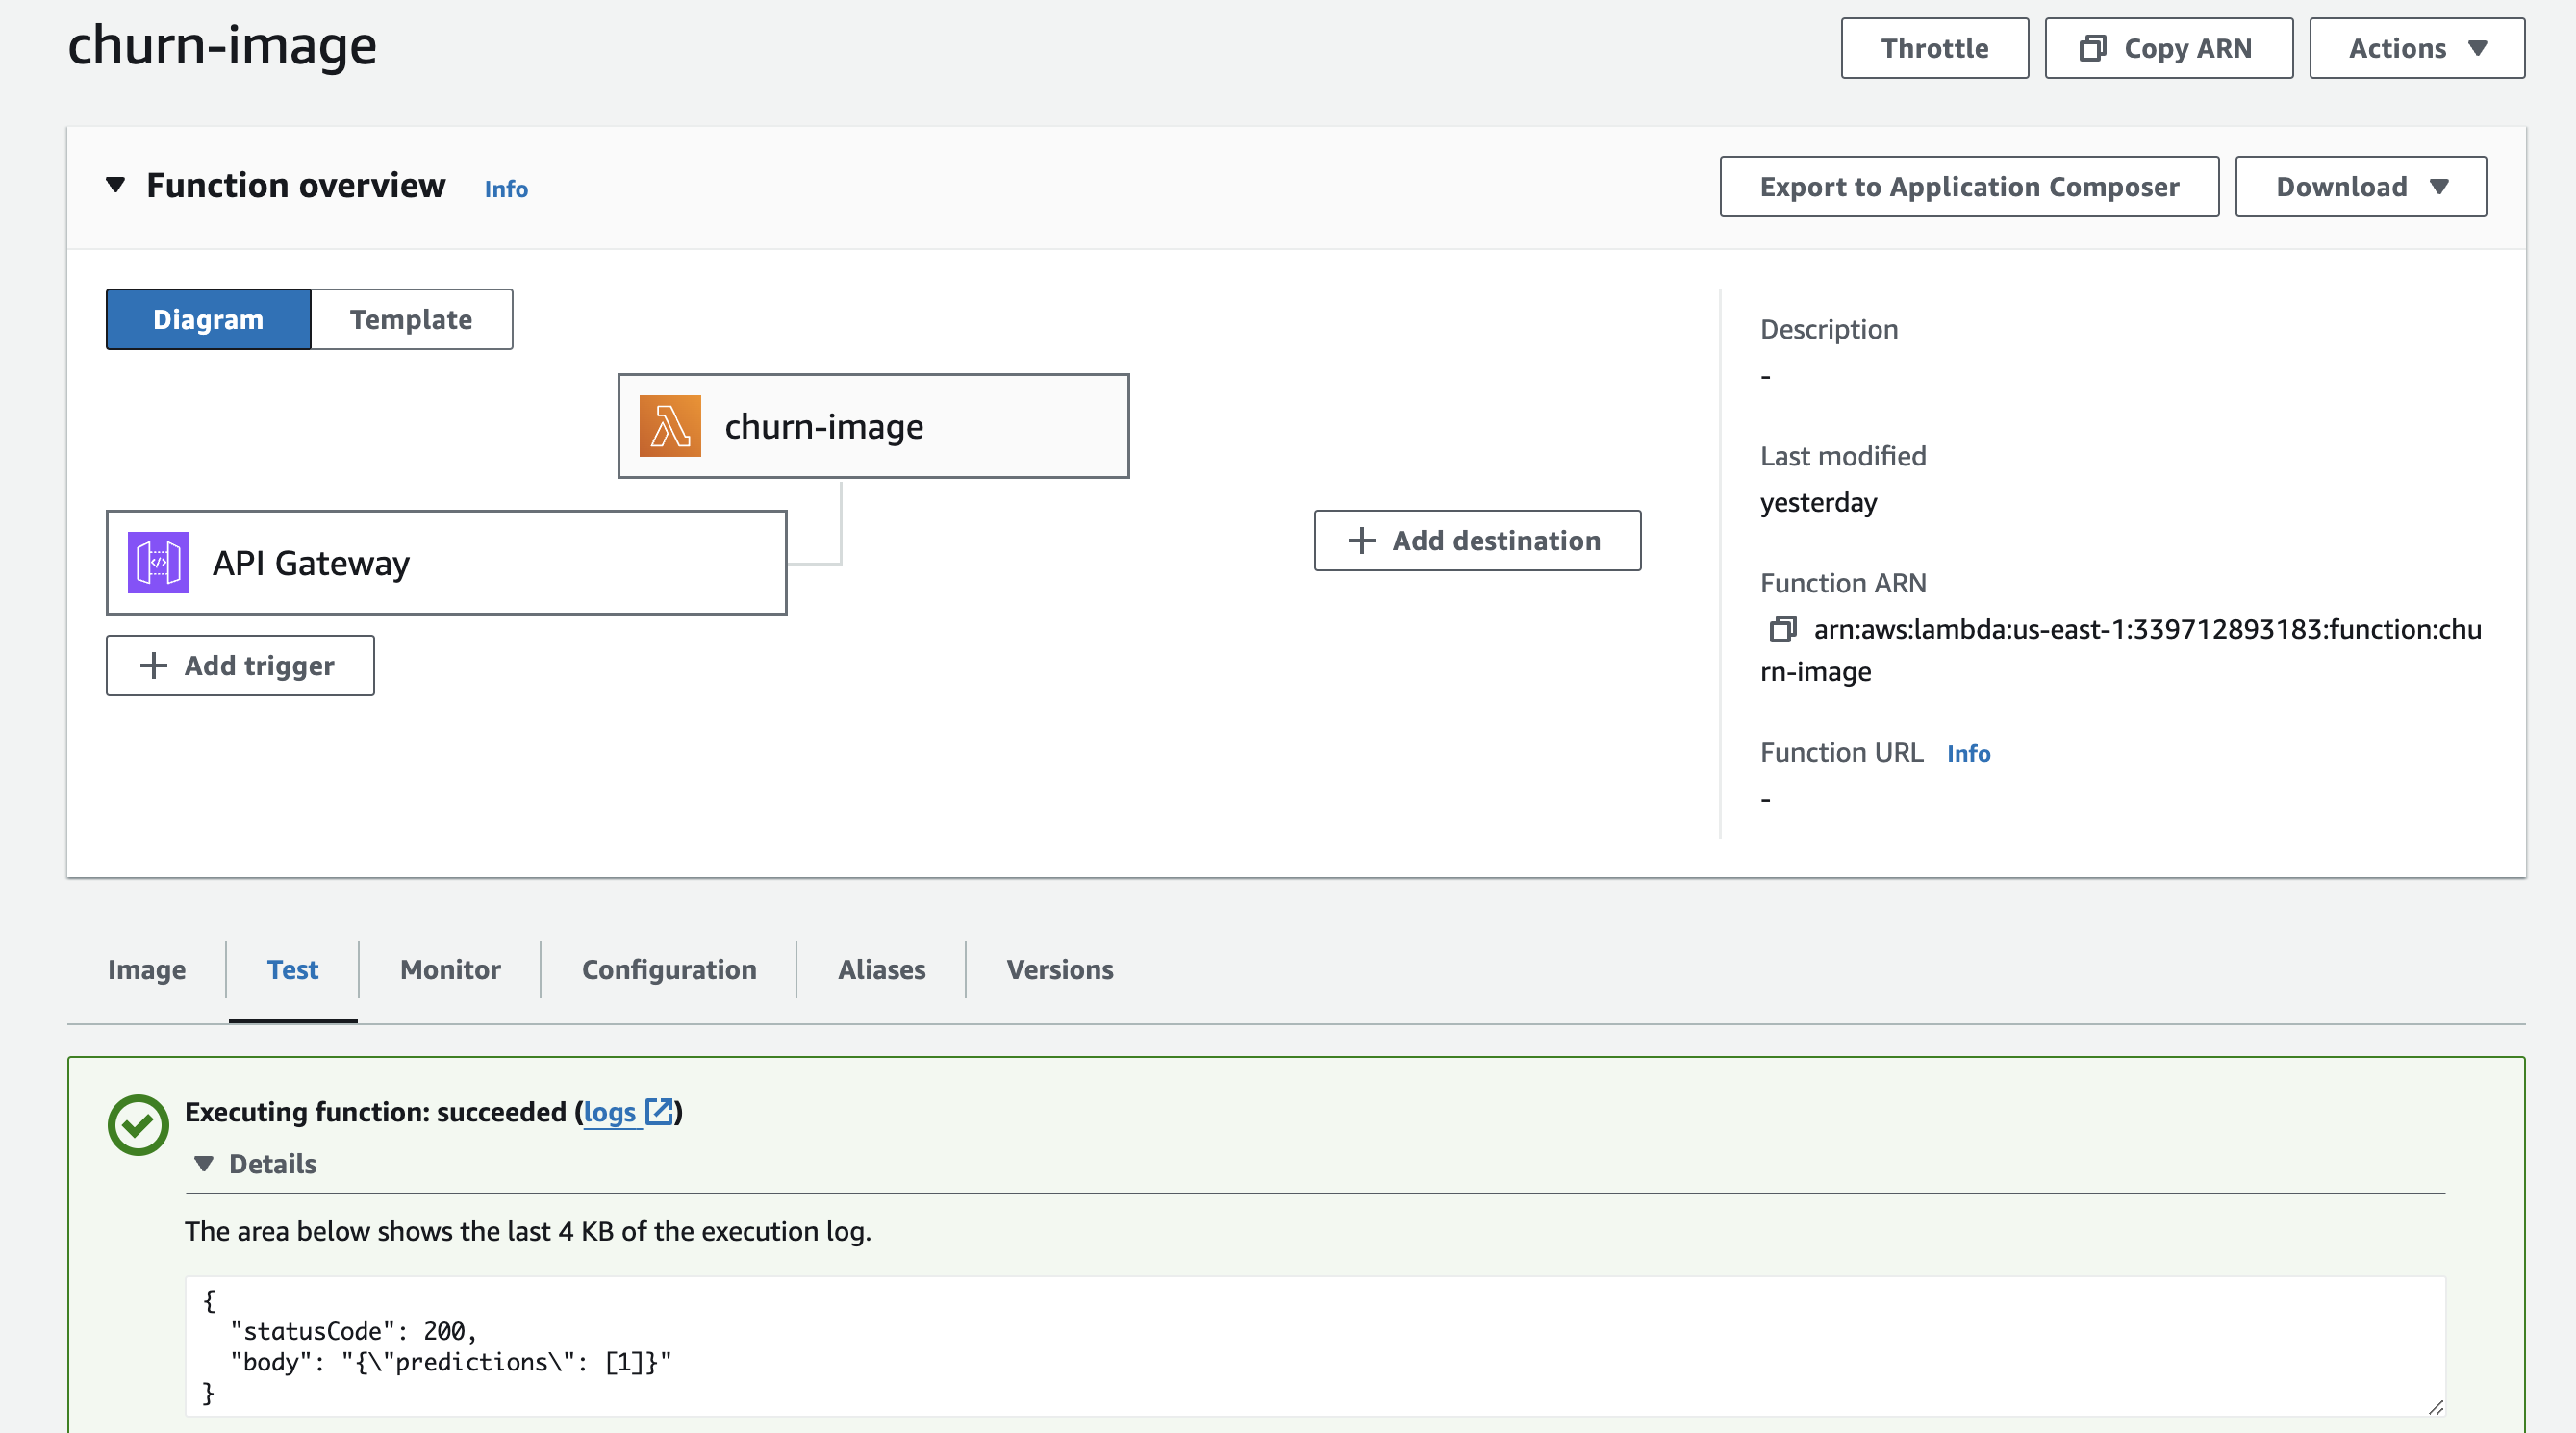 churn-image
Throttle
Copy ARN
Actions
Function overview
Info
Export to Application Composer
Download
Diagram
Template
churn-image
API Gateway
Add trigger
Add destination
Description
-
Last modified
yesterday
Function ARN
arn:aws:lambda:us-east-1:339712893183:function:chu
rn-image
Function URL Info
-
Image
Test
Monitor
Configuration
Aliases
Versions
Executing function: succeeded (logs)
Details
The area below shows the last 4 KB of the execution log.
{
"statusCode": 200,
"body": "{\"predictions\": [1]}"
}